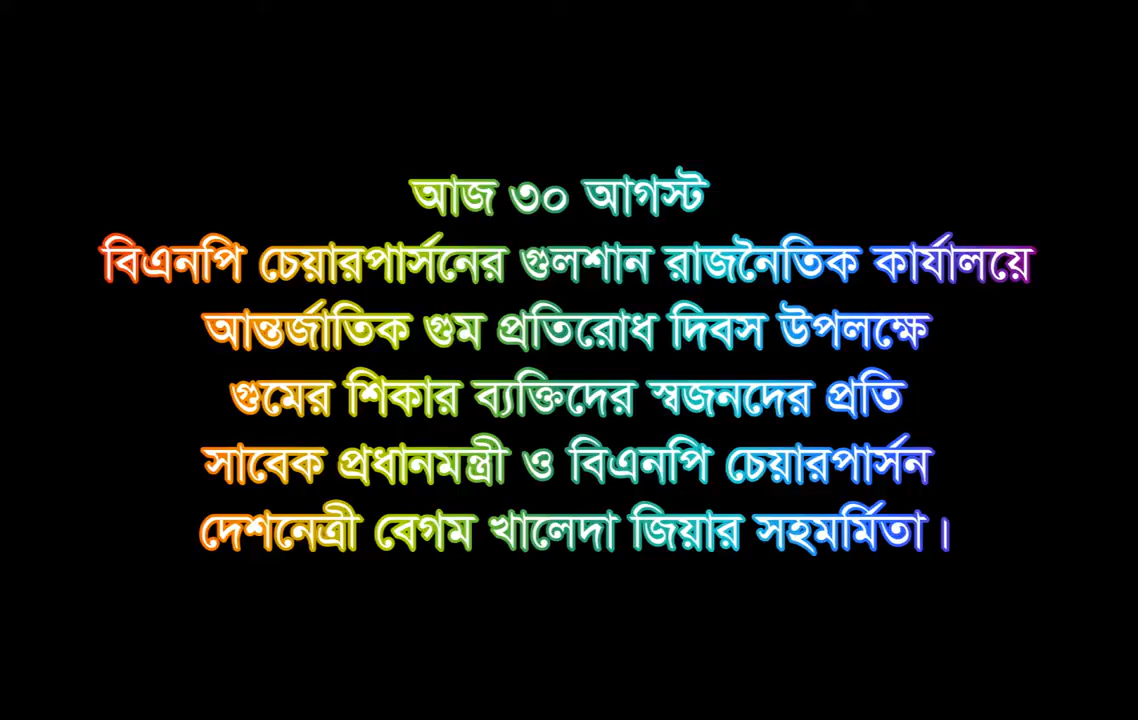 আজ ৩০ আগস্ট
বিএনপি চেয়ারপার্সনের গুলশান রাজনৈতিক কার্যালয়ে
আন্তর্জাতিক গুম প্রতিরোধ দিবস উপলক্ষে
গুমের শিকার ব্যক্তিদের স্বজনদের প্রতি
সাবেক প্রধানমন্ত্রী ও বিএনপি চেয়ারপার্সন
দেশনেত্রী বেগম খালেদা জিয়ার সহমর্মিতা।